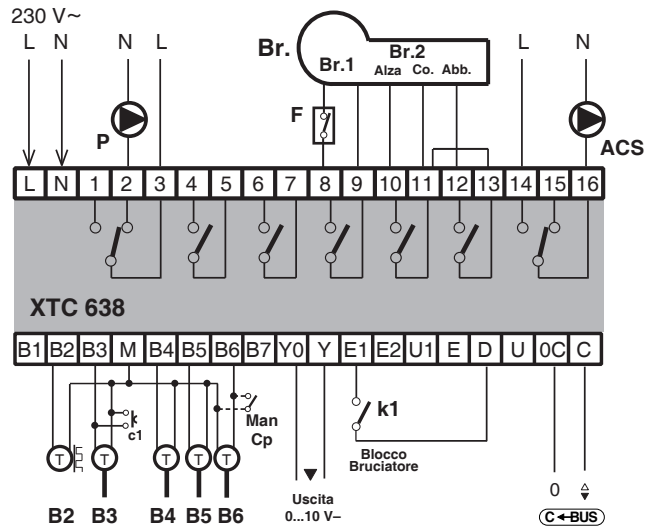 230 V~
L N N L L N
Br.
Br.1
Br.2
Alza Co. Abb.
F
P
ACS
L N 1 2 3 4 5 6 7 8 9 10 11 12 13 14 15 16
XTC 638
B1 B2 B3 M B4 B5 B6 B7 Y0 Y E1 E2 U1 E D U 0C C
c1
Man
Cp
k1
Blocco
Bruciatore
T T T T T
B2 B3 B4 B5 B6
Uscita
0...10 V–
0
C BUS